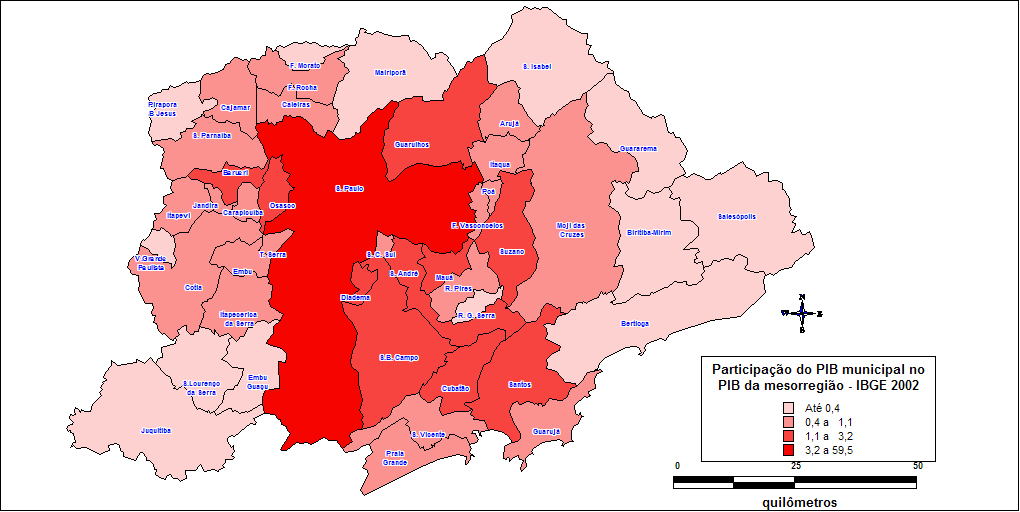 S. Isabel
F. Morato
Mairiporã
F. Rocha
Pirapora
B Jesus
Cajamar
Caieiras
Arujá
S. Parnaíba
Guarulhos
Guararema
Itaqua
Barueri
S. Paulo
Poá
Jandira
Osasco
Itapevi
Carapicuiba
Salesópolis
F. Vasconcelos
Moji das
Cruzes
Biritiba-Mirim
T. Serra
S. C. Sul
Suzano
V. Grande
Paulista
Embu
S. André
Mauá
Cotia
R. Pires
Diadema
Itapecerica
da Serra
R. G. Serra
Bertioga
N
W E
S.B. Campo
Embu
Guaçu
S.Lourenço
da Serra
Cubatão
Santos
Juquitiba
S. Vicente
Guarujá
Praia
Grande
Participação do PIB municipal no
PIB da mesorregião - IBGE 2002
Até 0,4
0,4 a 1,1
1,1 a 3,2
3,2 a 59,5
0 25 50
quilômetros